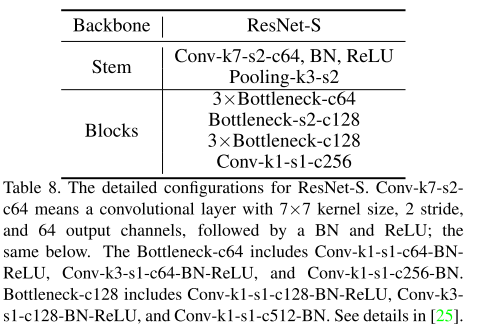 Backbone ResNet-S
Stem Conv-k7-s2-c64, BN, ReLU
Pooling-k3-s2
Blocks 3×Bottleneck-c64
Bottleneck-s2-c128
3×Bottleneck-c128
Conv-k1-s1-c256
Table 8. The detailed configurations for ResNet-S. Conv-k7-s2-
c64 means a convolutional layer with 7×7 kernel size, 2 stride,
and 64 output channels, followed by a BN and ReLU; the
same below. The Bottleneck-c64 includes Conv-k1-s1-c64-BN-
ReLU, Conv-k3-s1-c64-BN-ReLU, and Conv-k1-s1-c256-BN.
Bottleneck-c128 includes Conv-k1-s1-c128-BN-ReLU, Conv-k3-
s1-c128-BN-ReLU, and Conv-k1-s1-c512-BN. See details in [25].